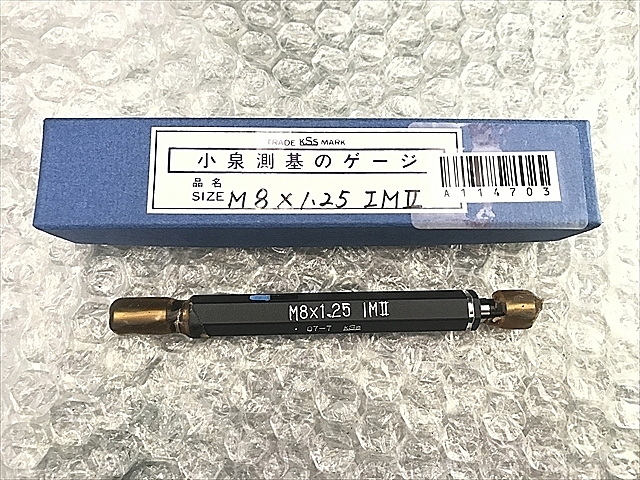 TRADE KSS MARK
小泉測基のゲージ
品名
SIZE M8×1.25 IMII
A114703
M8x1.25 IMII
07-7 KSS